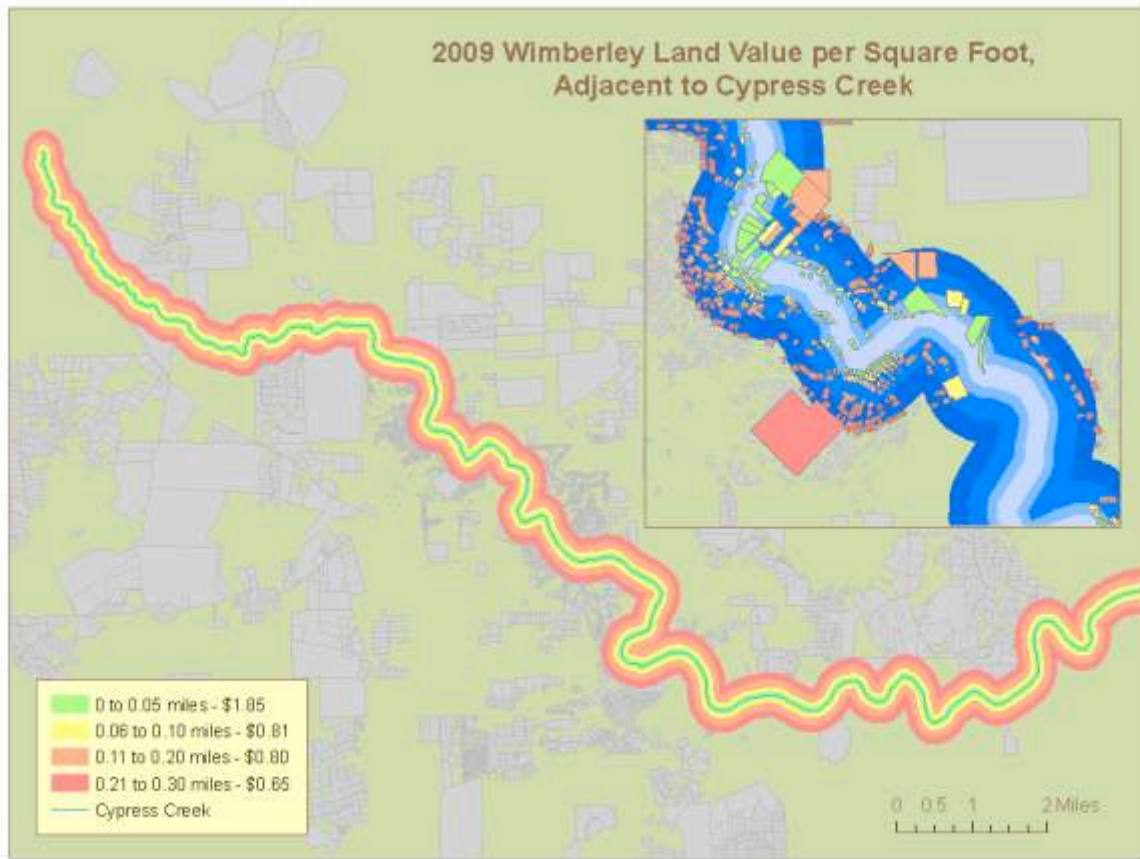 2009 Wimberley Land Value per Square Foot,
Adjacent to Cypress Creek
0 to 0.05 miles - $1.85
0.06 to 0.10 miles - $0.81
0.11 to 0.20 miles - $0.80
0.21 to 0.30 miles - $0.65
Cypress Creek
0 0.5 1 2 Miles